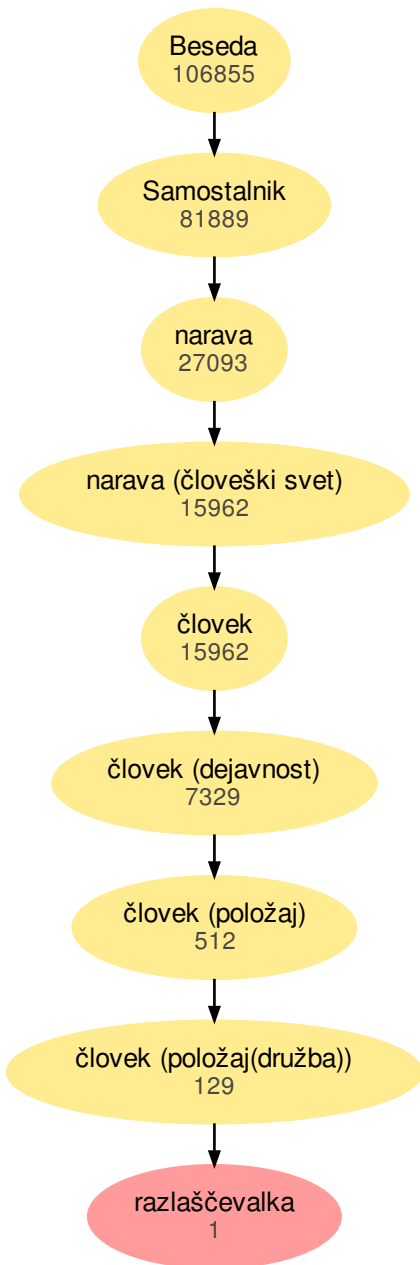 Beseda
106855
Samostalnik
81889
narava
27093
narava (človeški svet)
15962
človek
15962
človek (dejavnost)
7329
človek (položaj)
512
človek (položaj(družba))
129
razlaščevalka
1